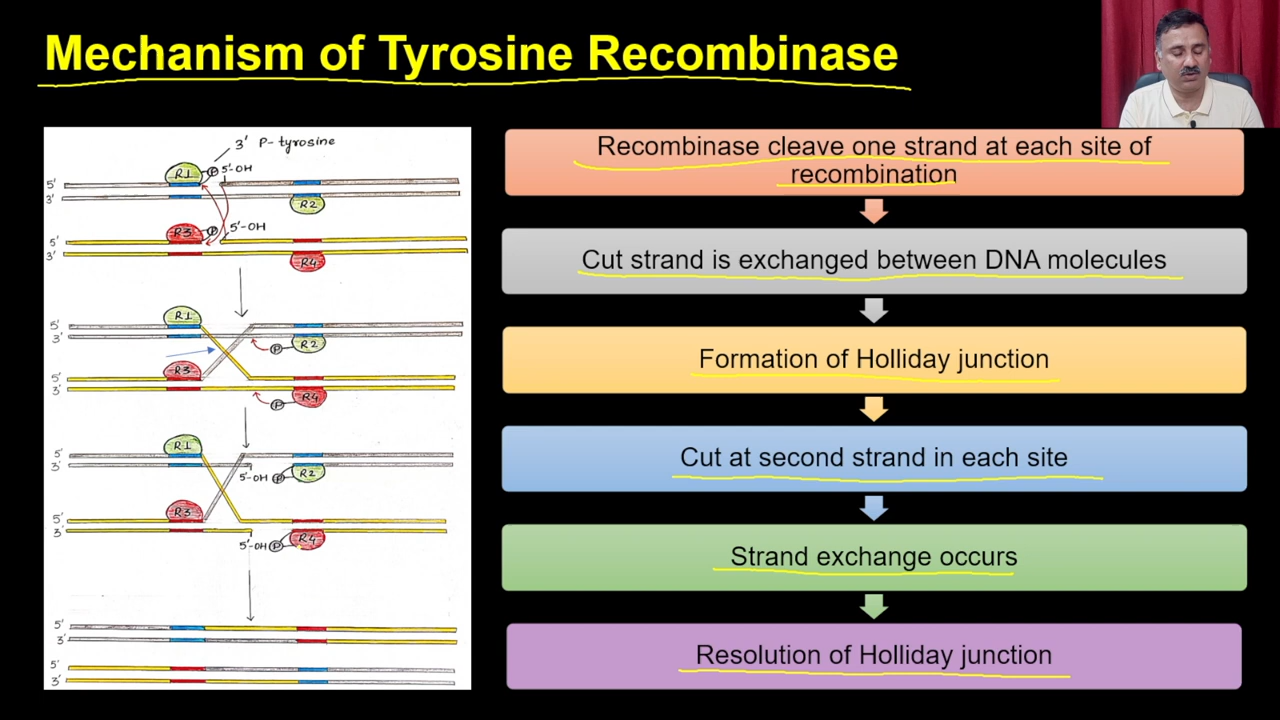 Mechanism of Tyrosine Recombinase
3' P-tyrosine
R1 P 5'-OH
5'
3'
R2
R3 P 5'-OH
5'
3'
R4
R1
5'
3'
P R2
R3
5'
3'
P R4
R1
5'
3'
5'-OH P R2
R3
5'
3'
5'-OH P R4
5'
3'
5'
3'
Recombinase cleave one strand at each site of
recombination
Cut strand is exchanged between DNA molecules
Formation of Holliday junction
Cut at second strand in each site
Strand exchange occurs
Resolution of Holliday junction